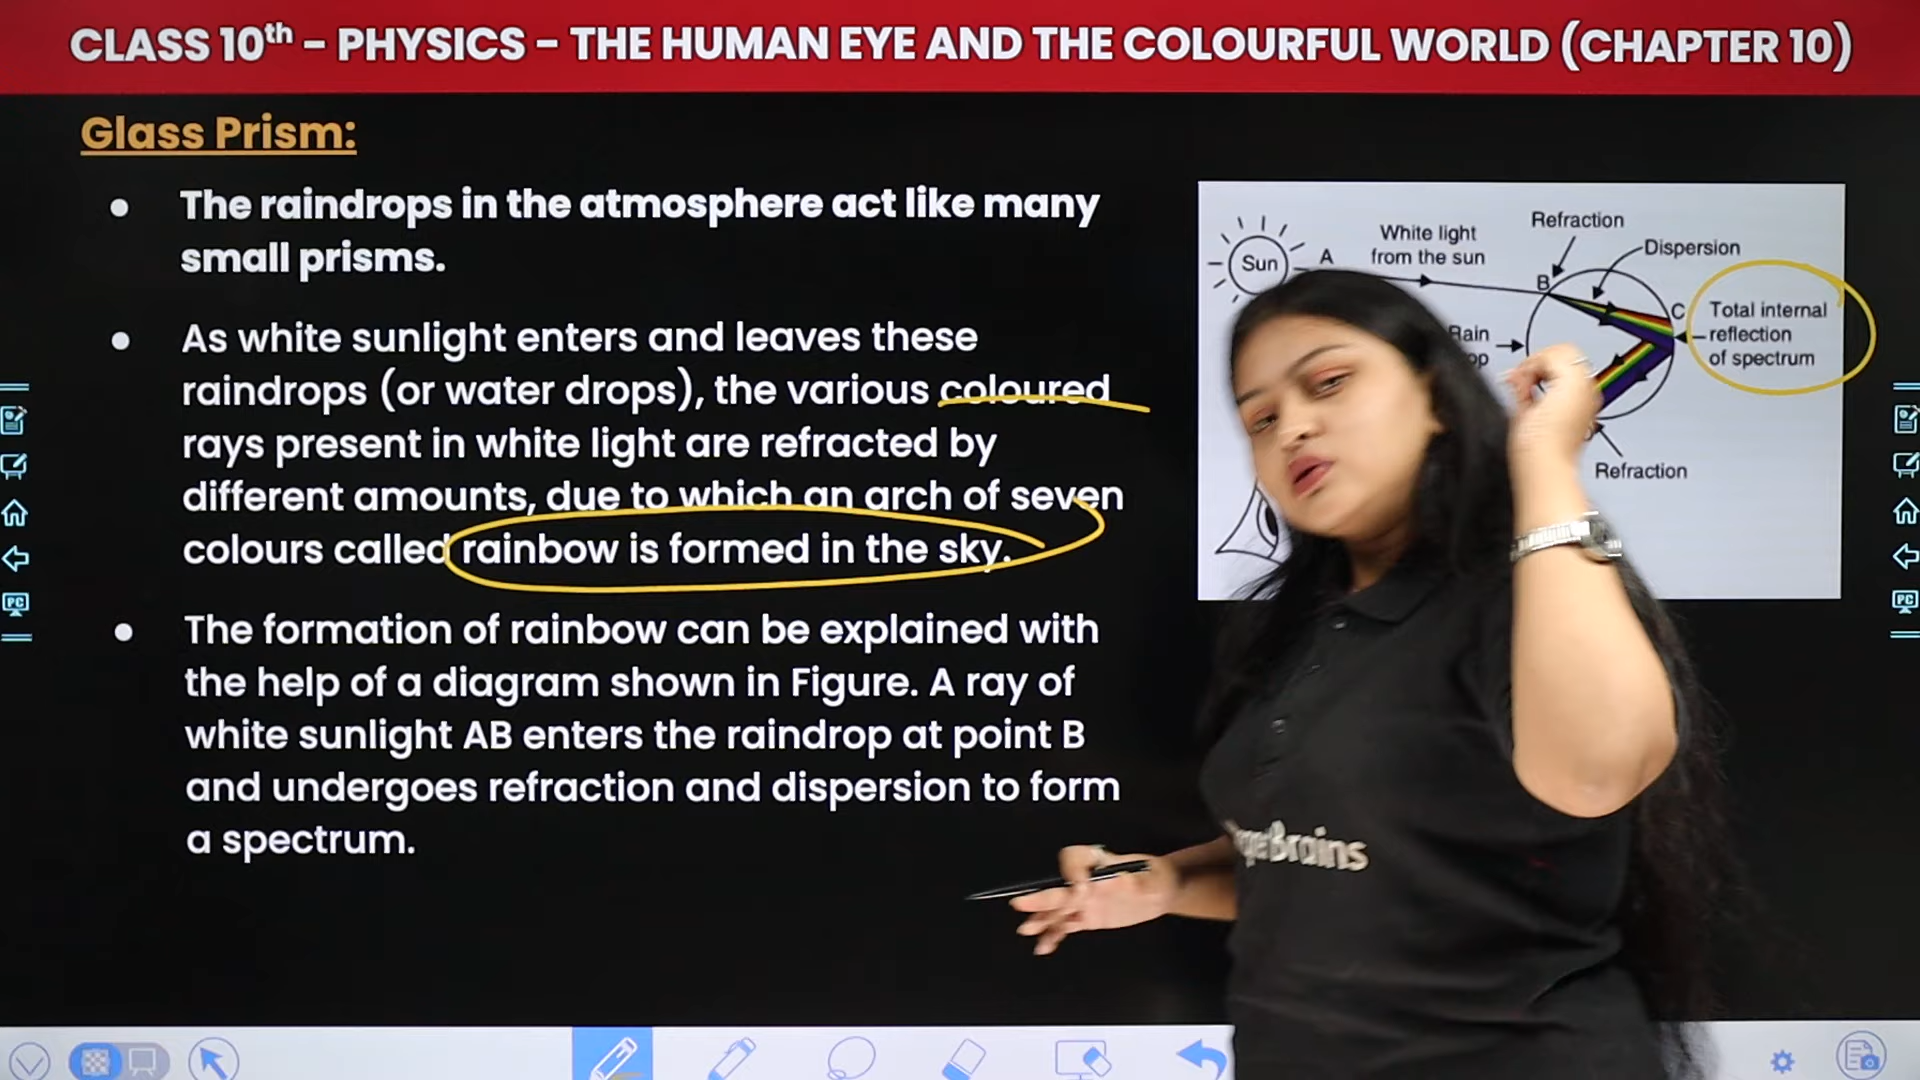 CLASS 10th – PHYSICS – THE HUMAN EYE AND THE COLOURFUL WORLD (CHAPTER 10)
Glass Prism:
● The raindrops in the atmosphere act like many
small prisms.
● As white sunlight enters and leaves these
raindrops (or water drops), the various coloured
rays present in white light are refracted by
different amounts, due to which an arch of seven
colours called rainbow is formed in the sky.
● The formation of rainbow can be explained with
the help of a diagram shown in Figure. A ray of
white sunlight AB enters the raindrop at point B
and undergoes refraction and dispersion to form
a spectrum.
Sun
A
White light
from the sun
Refraction
Dispersion
B
C
Total internal
reflection
of spectrum
Rain
Refraction
Brains
PC
PC